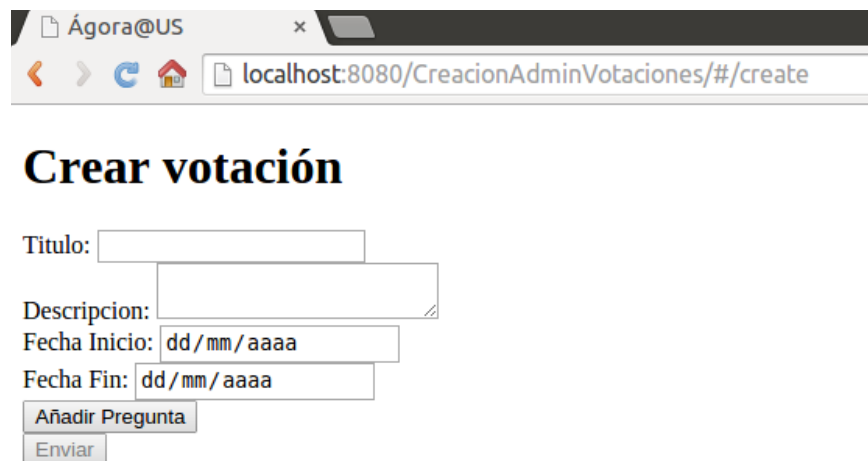 Ágora@US ×
localhost:8080/CreacionAdminVotaciones/#/create
Crear votación
Titulo:
Descripcion:
Fecha Inicio: dd/mm/aaaa
Fecha Fin: dd/mm/aaaa
Añadir Pregunta
Enviar